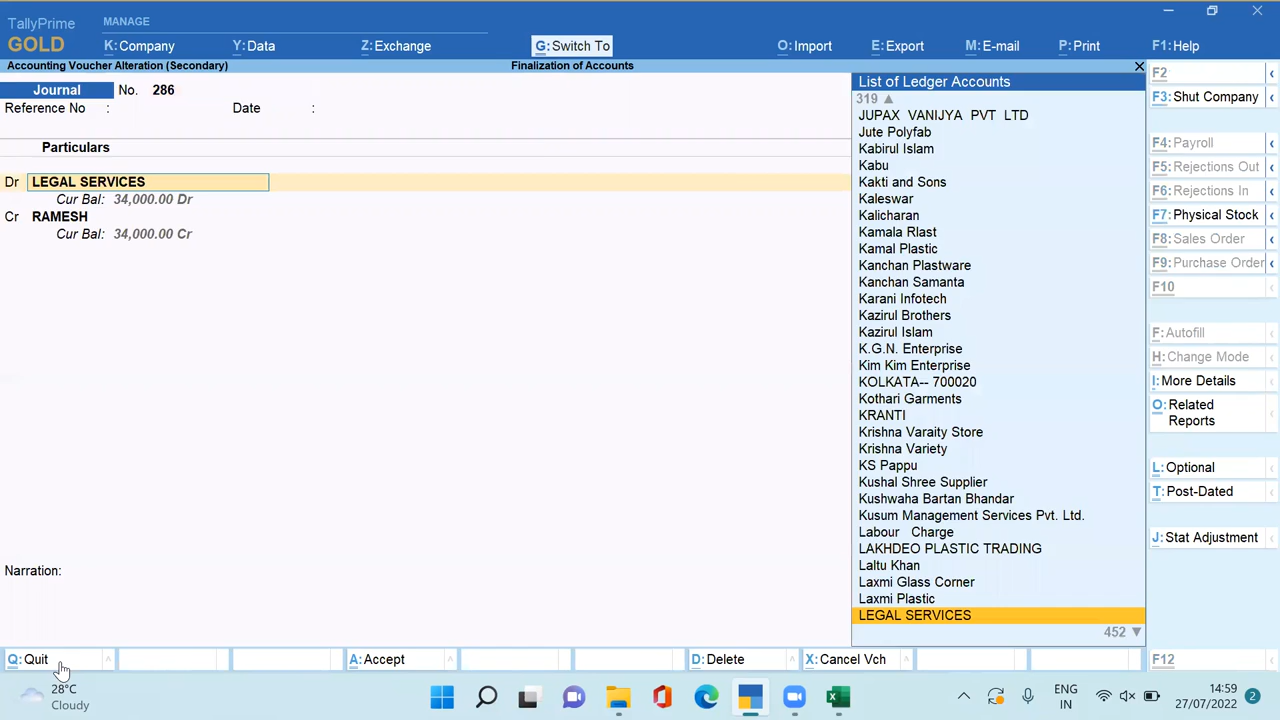 TallyPrime
MANAGE
GOLD
K:Company
Y:Data
Z:Exchange
G:Switch To
O:Import
E:Export
M:E-mail
P:Print
F1:Help
Accounting Voucher Alteration (Secondary)
Finalization of Accounts
Journal No. 286
Reference No :
Date :
Particulars
Dr LEGAL SERVICES
Cur Bal: 34,000.00 Dr
Cr RAMESH
Cur Bal: 34,000.00 Cr
Narration:
List of Ledger Accounts
319 ▲
JUPAX VANIJYA PVT LTD
Jute Polyfab
Kabirul Islam
Kabu
Kakti and Sons
Kaleswar
Kalicharan
Kamala Rlast
Kamal Plastic
Kanchan Plastware
Kanchan Samanta
Karani Infotech
Kazirul Brothers
Kazirul Islam
K.G.N. Enterprise
Kim Kim Enterprise
KOLKATA-- 700020
Kothari Garments
KRANTI
Krishna Varaity Store
Krishna Variety
KS Pappu
Kushal Shree Supplier
Kushwaha Bartan Bhandar
Kusum Management Services Pvt. Ltd.
Labour Charge
LAKHDEO PLASTIC TRADING
Laltu Khan
Laxmi Glass Corner
Laxmi Plastic
LEGAL SERVICES
452 ▼
F2
F3:Shut Company
F4:Payroll
F5:Rejections Out
F6:Rejections In
F7:Physical Stock
F8:Sales Order
F9:Purchase Order
F10
F:Autofill
H:Change Mode
I:More Details
O:Related
Reports
L:Optional
T:Post-Dated
J:Stat Adjustment
Q:Quit
A:Accept
D:Delete
X:Cancel Vch
F12
28°C
Cloudy
ENG
IN
14:59
27/07/2022
2